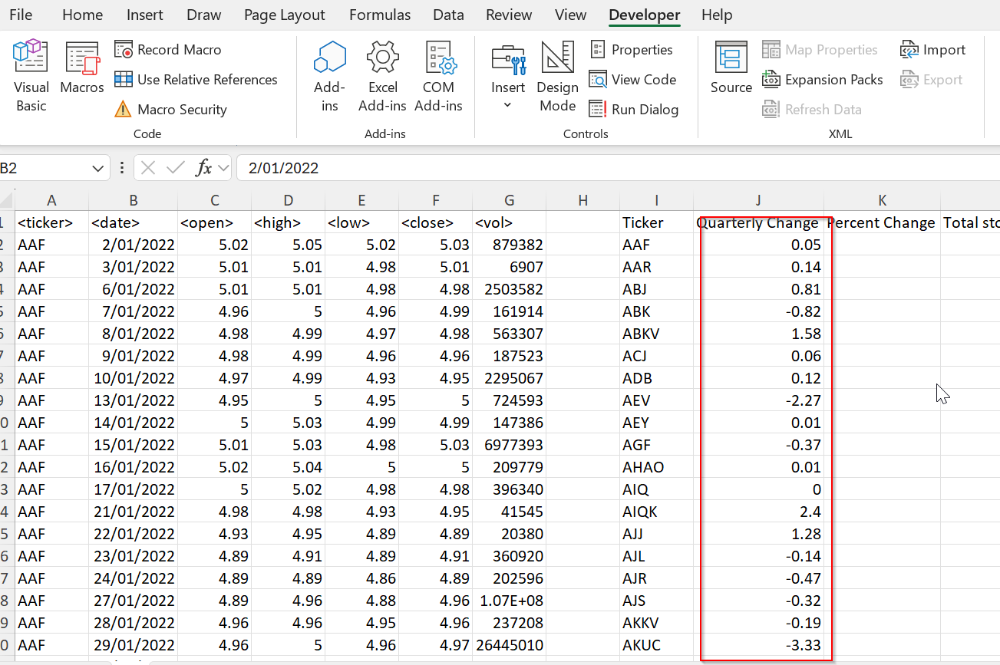 File Home Insert Draw Page Layout Formulas Data Review View Developer Help
Visual Basic
Macros
Record Macro
Use Relative References
Macro Security
Code
Add-ins
Excel Add-ins
COM Add-ins
Add-ins
Insert
Design Mode
Properties
View Code
Run Dialog
Controls
Source
Map Properties
Expansion Packs
Refresh Data
Import
Export
XML
B2 fx 2/01/2022
A B C D E F G H I J K
1 <ticker> <date> <open> <high> <low> <close> <vol> Ticker Quarterly Change Percent Change Total sto
2 AAF 2/01/2022 5.02 5.05 5.02 5.03 879382 AAF 0.05
3 AAF 3/01/2022 5.01 5.01 4.98 5.01 6907 AAR 0.14
4 AAF 6/01/2022 5.01 5.01 4.98 4.98 2503582 ABJ 0.81
5 AAF 7/01/2022 4.96 5 4.96 4.99 161914 ABK -0.82
6 AAF 8/01/2022 4.98 4.99 4.97 4.98 563307 ABKV 1.58
7 AAF 9/01/2022 4.98 4.99 4.96 4.96 187523 ACJ 0.06
8 AAF 10/01/2022 4.97 4.99 4.93 4.95 2295067 ADB 0.12
9 AAF 13/01/2022 4.95 5 4.95 5 724593 AEV -2.27
0 AAF 14/01/2022 5 5.03 4.99 4.99 147386 AEY 0.01
1 AAF 15/01/2022 5.01 5.03 4.98 5.03 6977393 AGF -0.37
2 AAF 16/01/2022 5.02 5.04 5 5 209779 AHAO 0.01
3 AAF 17/01/2022 5 5.02 4.98 4.98 396340 AIQ 0
4 AAF 21/01/2022 4.98 4.98 4.93 4.95 41545 AIQK 2.4
5 AAF 22/01/2022 4.93 4.95 4.89 4.89 20380 AJJ 1.28
6 AAF 23/01/2022 4.89 4.91 4.89 4.91 360920 AJL -0.14
7 AAF 24/01/2022 4.89 4.89 4.86 4.89 202596 AJR -0.47
8 AAF 27/01/2022 4.89 4.96 4.88 4.96 1.07E+08 AJS -0.32
9 AAF 28/01/2022 4.96 4.96 4.95 4.96 237208 AKKV -0.19
0 AAF 29/01/2022 4.96 5 4.96 4.97 26445010 AKUC -3.33